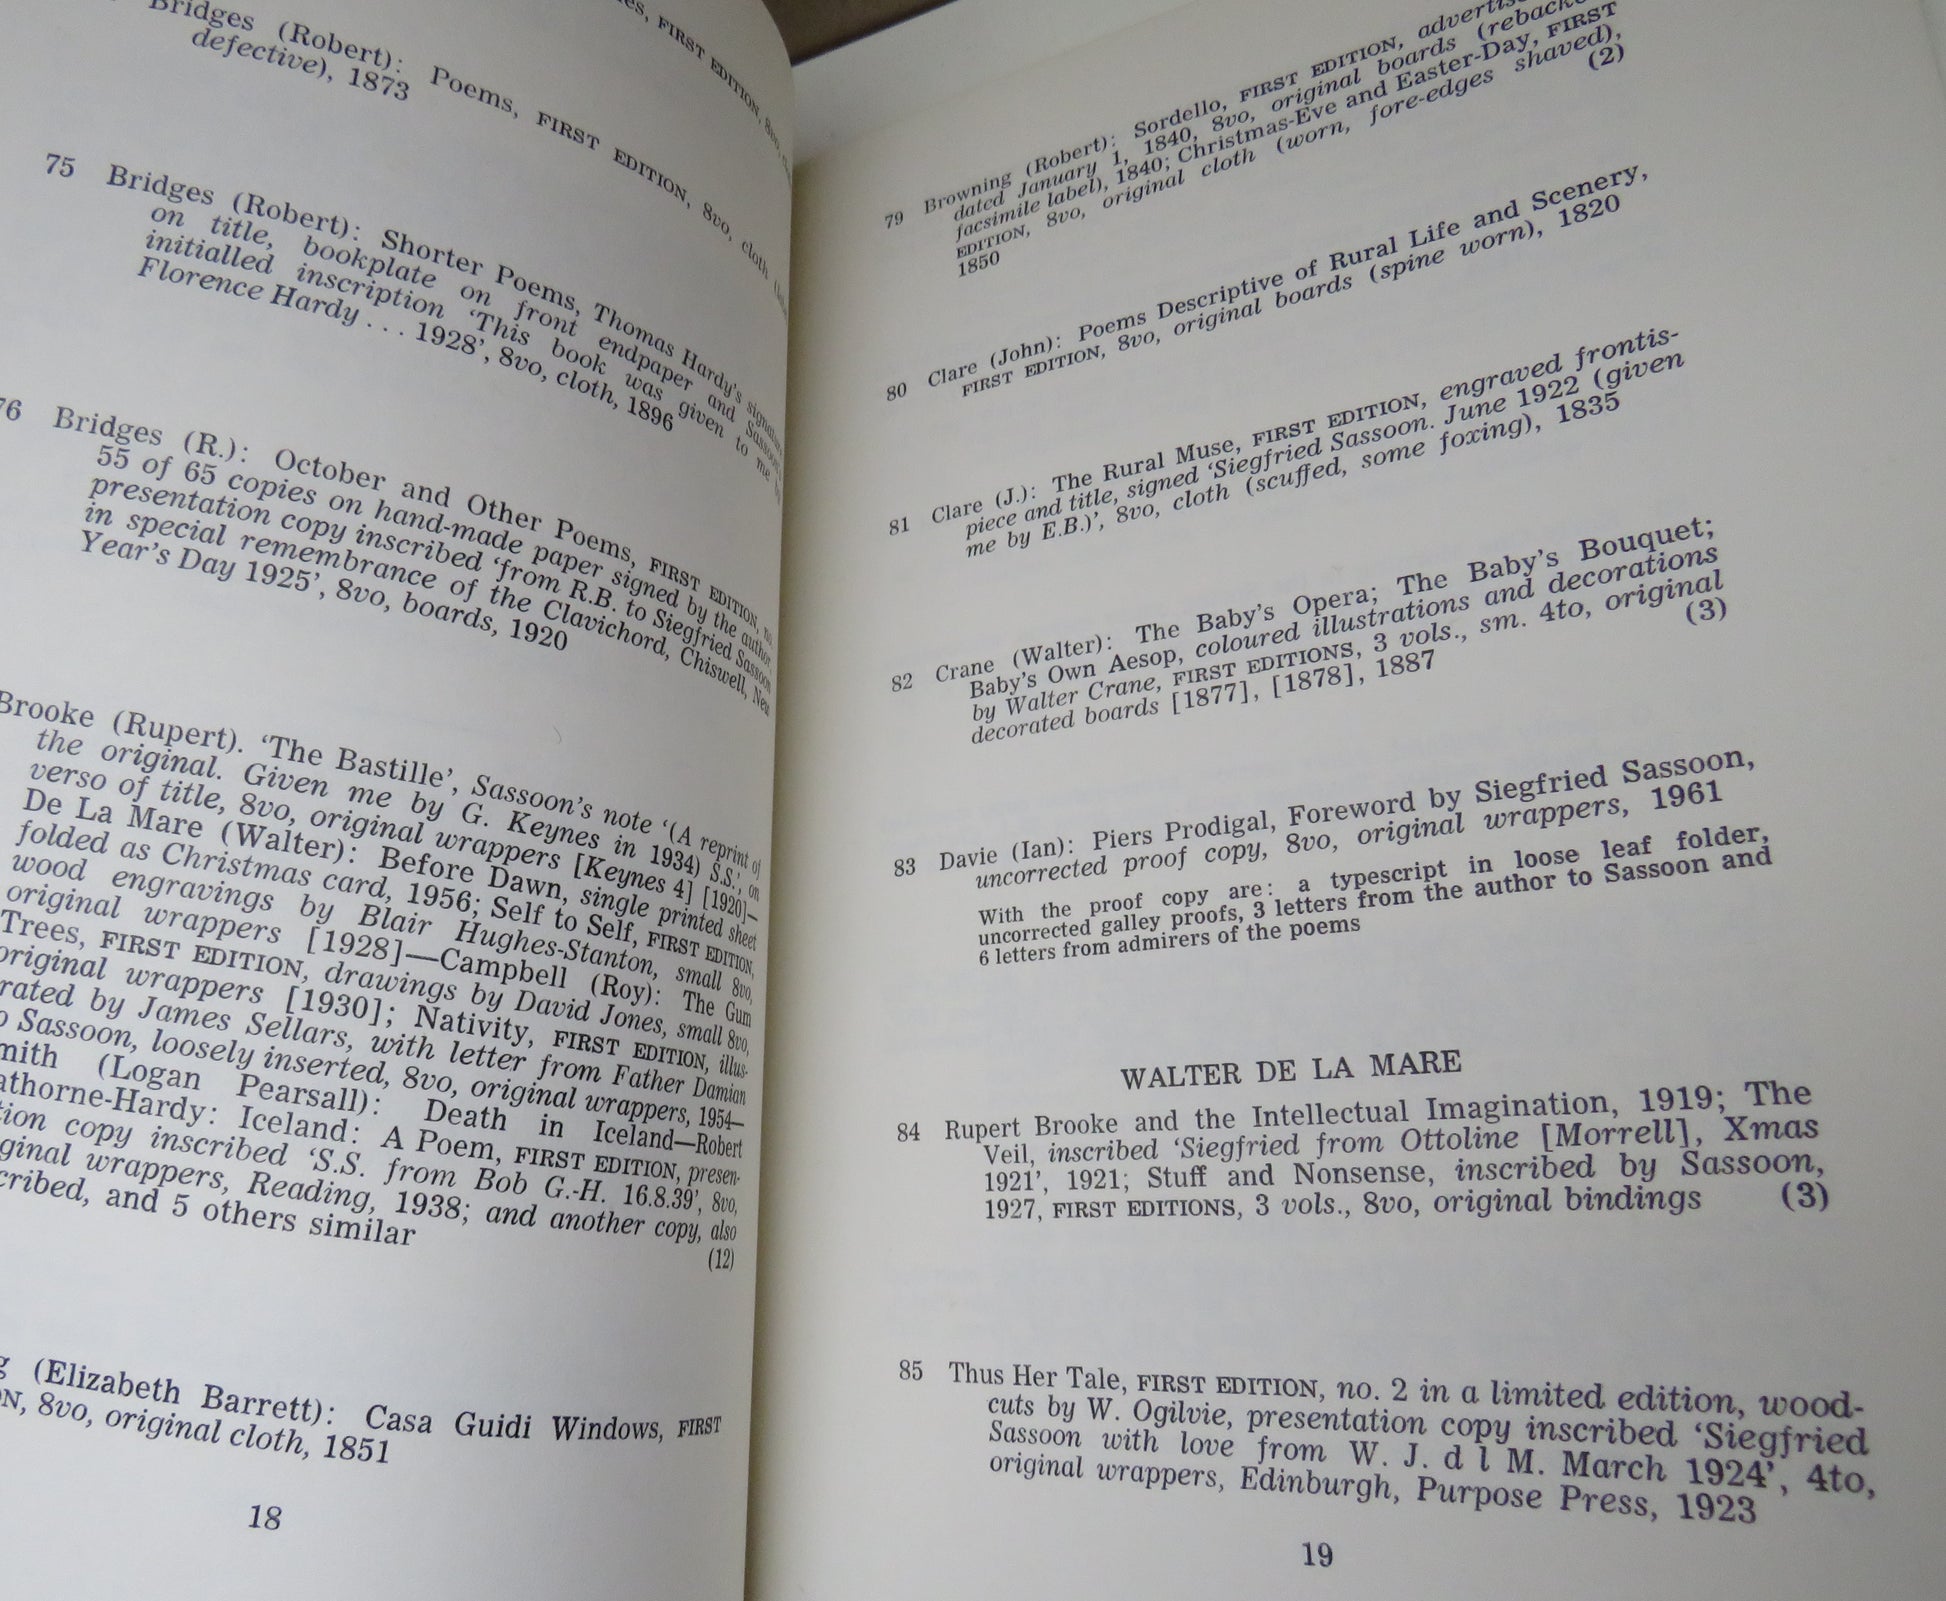 es, FIRST EDITION, 8vo,
Bridges (Robert): Poems, FIRST EDITION, 8vo, cloth
defective), 1873
75 Bridges (Robert): Shorter Poems, Thomas Hardy's signature
on title, bookplate on front endpaper and Sassoon's
initialled inscription 'This book was given to me by
Florence Hardy . . . 1928', 8vo, cloth, 1896
76 Bridges (R.): October and Other Poems, FIRST EDITION, no.
55 of 65 copies on hand-made paper signed by the author,
presentation copy inscribed 'from R.B. to Siegfried Sassoon
in special remembrance of the Clavichord, Chiswell, New
Year's Day 1925', 8vo, boards, 1920
Brooke (Rupert). 'The Bastille', Sassoon's note '(A reprint of
the original. Given me by G. Keynes in 1934) S.S.', on
verso of title, 8vo, original wrappers [Keynes 4] [1920]—
De La Mare (Walter): Before Dawn, single printed sheet
folded as Christmas card, 1956; Self to Self, FIRST EDITION,
wood engravings by Blair Hughes-Stanton, small 8vo,
original wrappers [1928]—Campbell (Roy): The Gum
Trees, FIRST EDITION, drawings by David Jones, small 8vo,
original wrappers [1930]; Nativity, FIRST EDITION, illus-
rated by James Sellars, with letter from Father Damian
o Sassoon, loosely inserted, 8vo, original wrappers, 1954—
mith (Logan Pearsall): Death in Iceland—Robert
athorne-Hardy: Iceland: A Poem, FIRST EDITION, presen-
tion copy inscribed 'S.S. from Bob G.-H. 16.8.39', 8vo,
ginal wrappers, Reading, 1938; and another copy, also
cribed, and 5 others similar
(12)
g (Elizabeth Barrett): Casa Guidi Windows, FIRST
ON, 8vo, original cloth, 1851
18
79 Browning (Robert): Sordello, FIRST EDITION, advertise
dated January 1, 1840, 8vo, original boards (rebacke
facsimile label), 1840; Christmas-Eve and Easter-Day, FIRST
EDITION, 8vo, original cloth (worn, fore-edges shaved),
1850 (2)
80 Clare (John): Poems Descriptive of Rural Life and Scenery,
FIRST EDITION, 8vo, original boards (spine worn), 1820
81 Clare (J.): The Rural Muse, FIRST EDITION, engraved frontis-
piece and title, signed 'Siegfried Sassoon. June 1922 (given
me by E.B.)', 8vo, cloth (scuffed, some foxing), 1835
82 Crane (Walter): The Baby's Opera; The Baby's Bouquet;
Baby's Own Aesop, coloured illustrations and decorations
by Walter Crane, FIRST EDITIONS, 3 vols., sm. 4to, original
decorated boards [1877], [1878], 1887 (3)
83 Davie (Ian): Piers Prodigal, Foreword by Siegfried Sassoon,
uncorrected proof copy, 8vo, original wrappers, 1961
With the proof copy are: a typescript in loose leaf folder,
uncorrected galley proofs, 3 letters from the author to Sassoon and
6 letters from admirers of the poems
WALTER DE LA MARE
84 Rupert Brooke and the Intellectual Imagination, 1919; The
Veil, inscribed 'Siegfried from Ottoline [Morrell], Xmas
1921', 1921; Stuff and Nonsense, inscribed by Sassoon,
1927, FIRST EDITIONS, 3 vols., 8vo, original bindings (3)
85 Thus Her Tale, FIRST EDITION, no. 2 in a limited edition, wood-
cuts by W. Ogilvie, presentation copy inscribed 'Siegfried
Sassoon with love from W. J. d l M. March 1924', 4to,
original wrappers, Edinburgh, Purpose Press, 1923
19